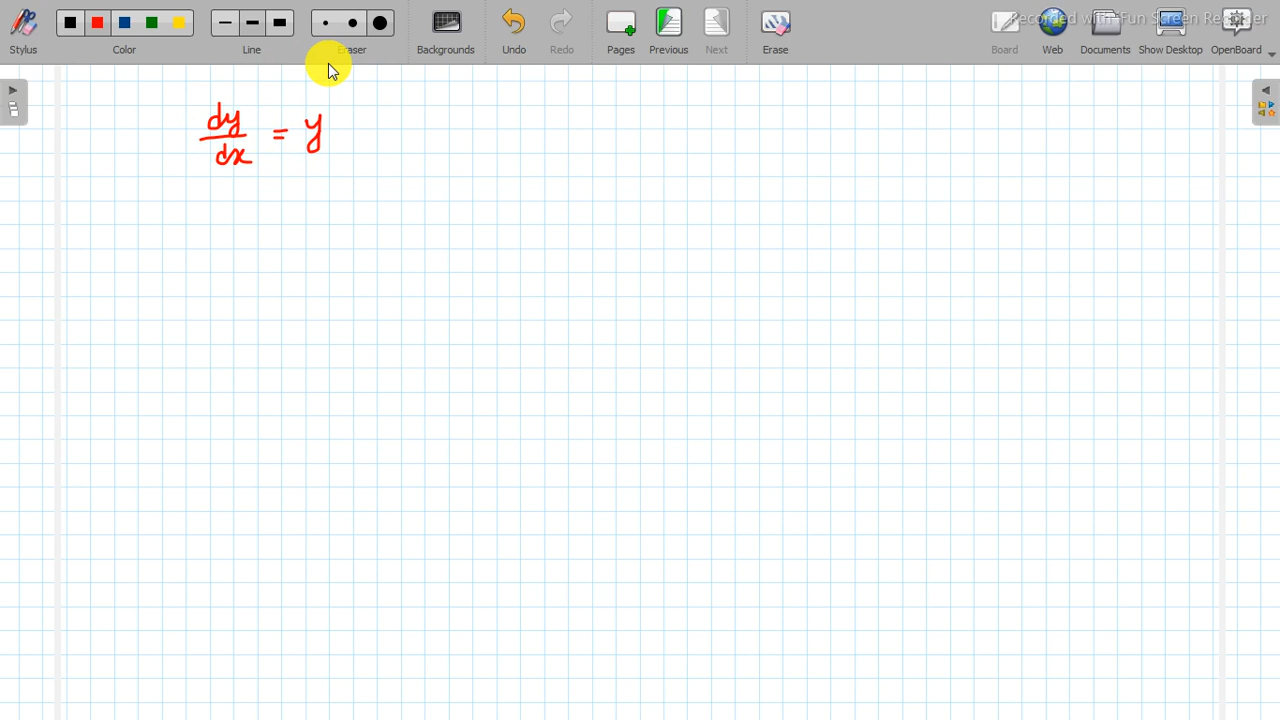 Recorded with Fun Screen Recorder
Stylus Color Line Eraser Backgrounds Undo Redo Pages Previous Next Erase Board Web Documents Show Desktop OpenBoard
dy/dx = y